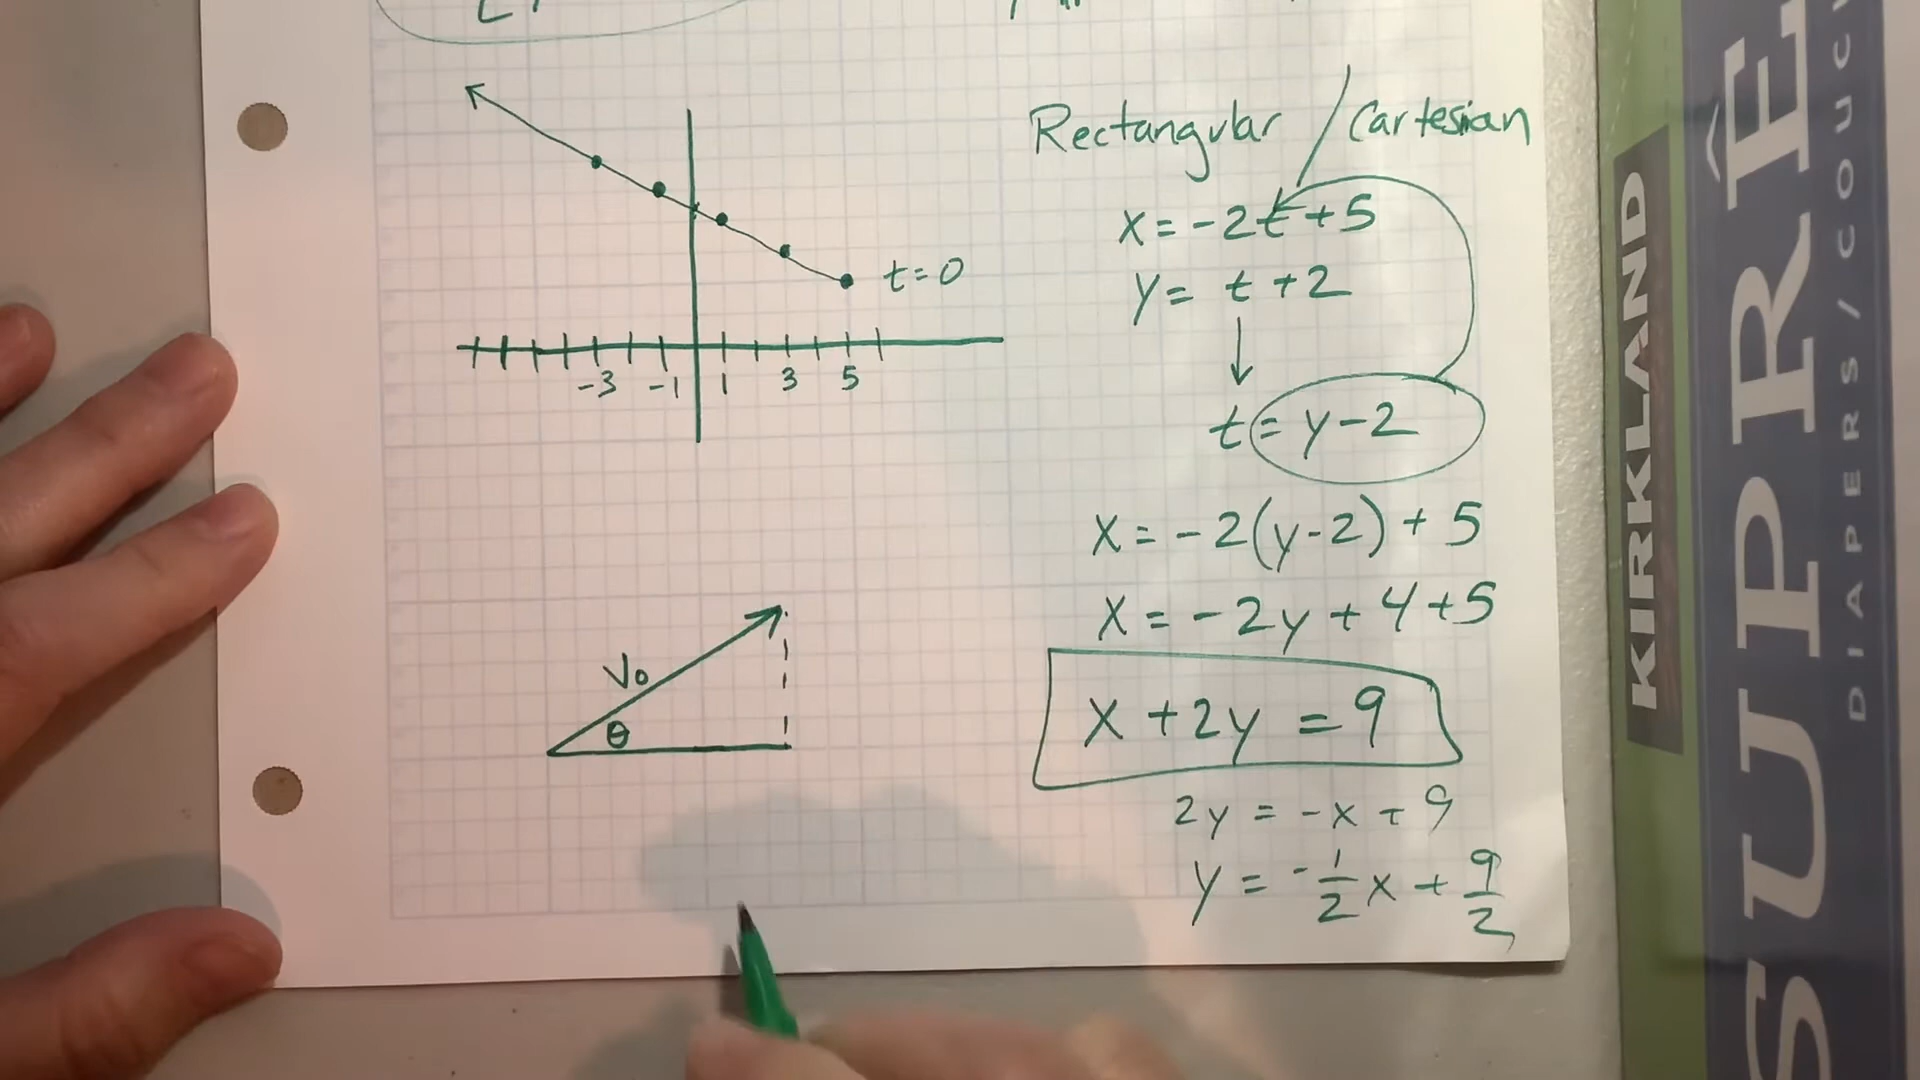 t=0
-3 -1 1 3 5
V₀
θ
Rectangular / Cartesian
x = -2t+5
y = t+2
t = y-2
x = -2(y-2) + 5
x = -2y + 4+5
x + 2y = 9
2y = -x + 9
y = -1/2 x + 9/2
KIRKLAND
SUPRÊ
DIAPERS/COUC